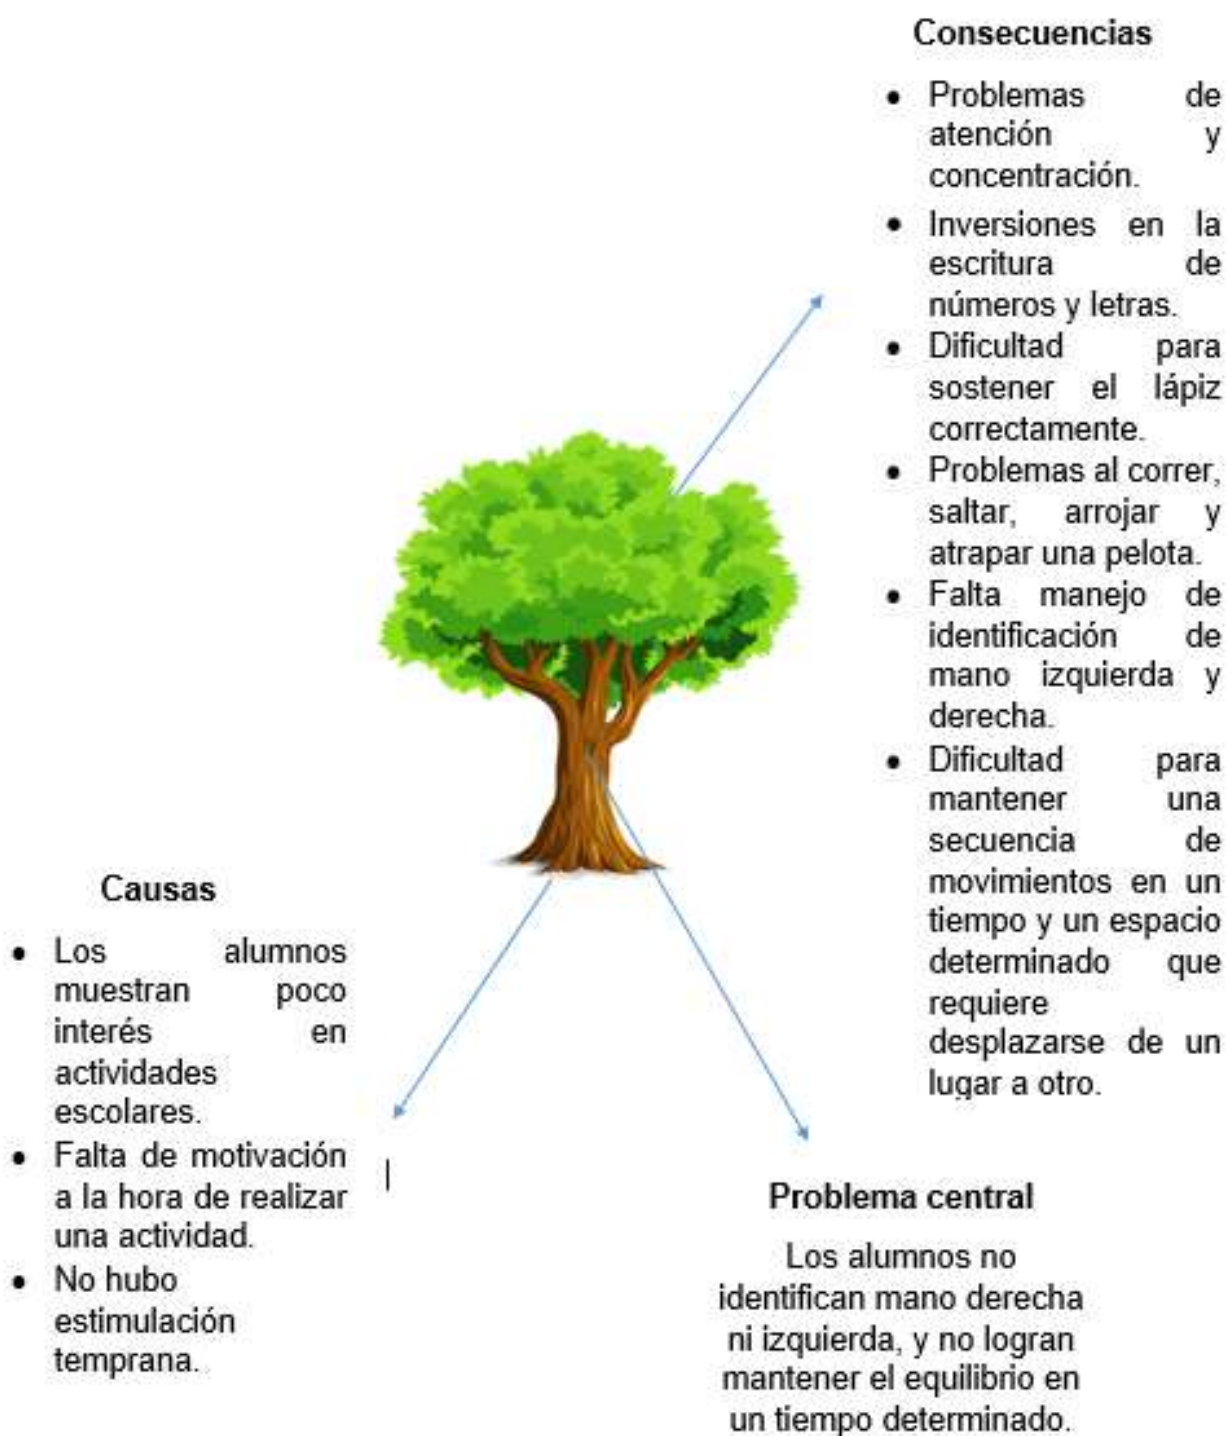 Consecuencias
• Problemas de
atención y
concentración.
• Inversiones en la
escritura de
números y letras.
• Dificultad para
sostener el lápiz
correctamente.
• Problemas al correr,
saltar, arrojar y
atrapar una pelota.
• Falta manejo de
identificación de
mano izquierda y
derecha.
• Dificultad para
mantener una
secuencia de
movimientos en un
tiempo y un espacio
determinado que
requiere
desplazarse de un
lugar a otro.
Causas
• Los alumnos
muestran poco
interés en
actividades
escolares.
• Falta de motivación
a la hora de realizar
una actividad.
• No hubo
estimulación
temprana.
Problema central
Los alumnos no
identifican mano derecha
ni izquierda, y no logran
mantener el equilibrio en
un tiempo determinado.